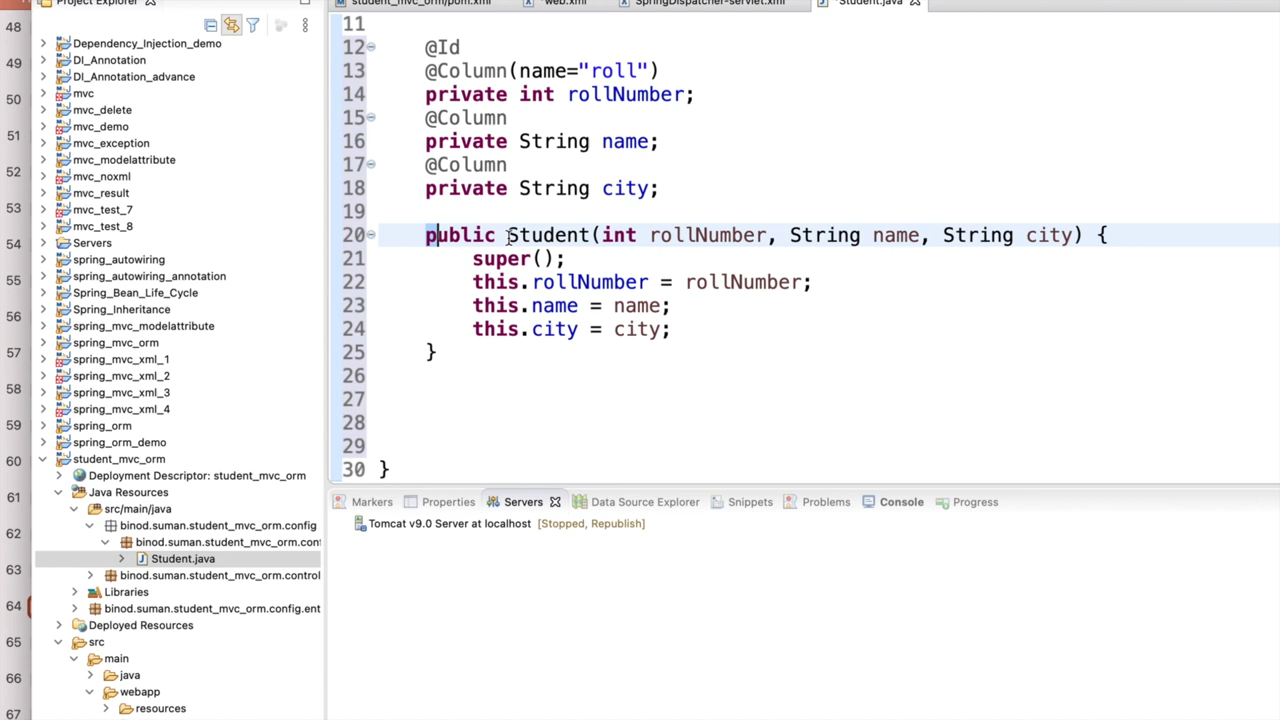 Project Explorer
student_mvc_orm/pom.xml
*web.xml
SpringDispatcher-servlet.xml
*Student.java
48
49
50
51
52
53
54
55
56
57
58
59
60
61
62
63
64
65
66
67
Dependency_Injection_demo
DI_Annotation
DI_Annotation_advance
mvc
mvc_delete
mvc_demo
mvc_exception
mvc_modelattribute
mvc_noxml
mvc_result
mvc_test_7
mvc_test_8
Servers
spring_autowiring
spring_autowiring_annotation
Spring_Bean_Life_Cycle
Spring_Inheritance
spring_mvc_modelattribute
spring_mvc_orm
spring_mvc_xml_1
spring_mvc_xml_2
spring_mvc_xml_3
spring_mvc_xml_4
spring_orm
spring_orm_demo
student_mvc_orm
Deployment Descriptor: student_mvc_orm
Java Resources
src/main/java
binod.suman.student_mvc_orm.config
binod.suman.student_mvc_orm.conf
Student.java
binod.suman.student_mvc_orm.control
Libraries
binod.suman.student_mvc_orm.config.ent
Deployed Resources
src
main
java
webapp
resources
11
12 @Id
13 @Column(name="roll")
14 private int rollNumber;
15 @Column
16 private String name;
17 @Column
18 private String city;
19
20 public Student(int rollNumber, String name, String city) {
21 super();
22 this.rollNumber = rollNumber;
23 this.name = name;
24 this.city = city;
25 }
26
27
28
29
30 }
Markers Properties Servers Data Source Explorer Snippets Problems Console Progress
Tomcat v9.0 Server at localhost [Stopped, Republish]